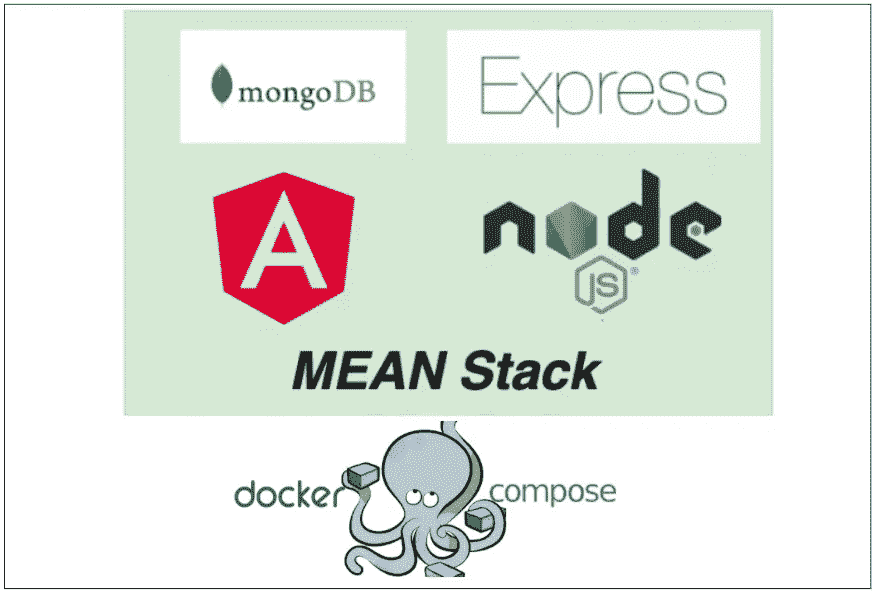 mongoDB
Express
A
node
JS
MEAN Stack
docker compose